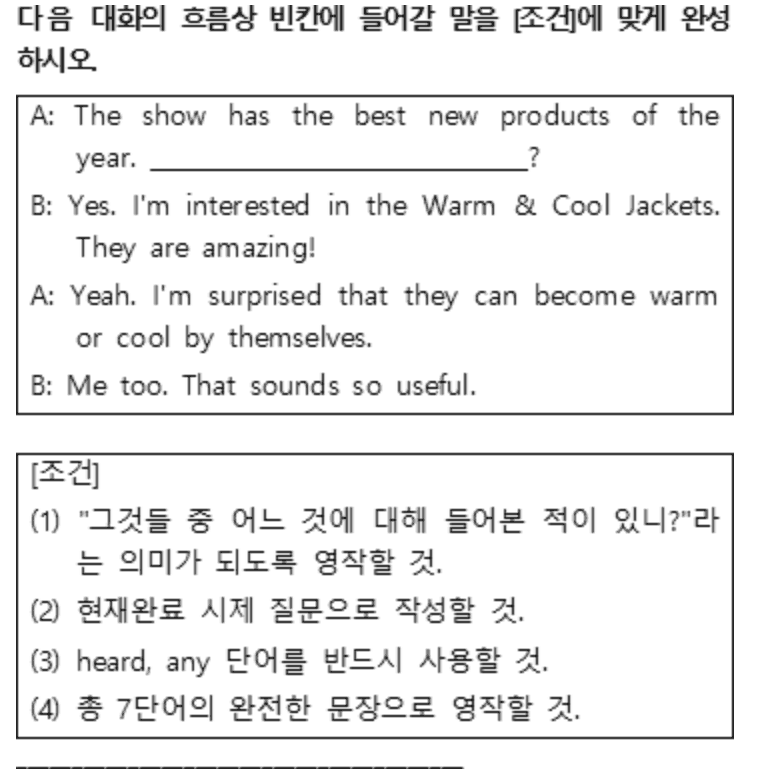 다음 대화의 흐름상 빈칸에 들어갈 말을 [조건]에 맞게 완성
하시오.
A: The show has the best new products of the
year. ____________________________?
B: Yes. I'm interested in the Warm & Cool Jackets.
They are amazing!
A: Yeah. I'm surprised that they can become warm
or cool by themselves.
B: Me too. That sounds so useful.
[조건]
(1) "그것들 중 어느 것에 대해 들어본 적이 있니?"라
는 의미가 되도록 영작할 것.
(2) 현재완료 시제 질문으로 작성할 것.
(3) heard, any 단어를 반드시 사용할 것.
(4) 총 7단어의 완전한 문장으로 영작할 것.